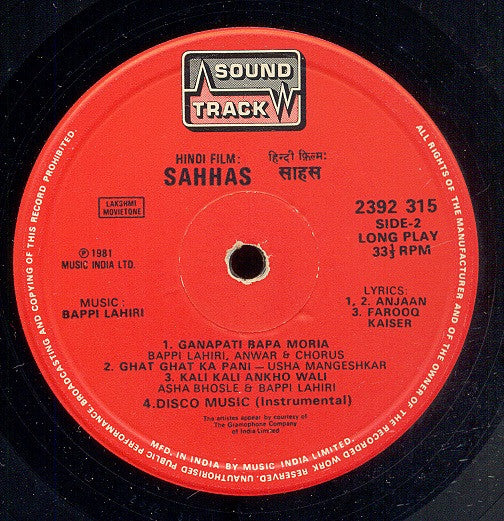 SOUND
TRACK
HINDI FILM: हिन्दी फ़िल्म:
SAHHAS साहस
LAKSHMI
MOVIETONE
2392 315
SIDE-2
LONG PLAY
33⅓ RPM
℗ 1981
MUSIC INDIA LTD.
MUSIC:
BAPPI LAHIRI
LYRICS:
1, 2. ANJAAN
3. FAROOQ
KAISER
1. GANAPATI BAPA MORIA
BAPPI LAHIRI, ANWAR & CHORUS
2. GHAT GHAT KA PANI – USHA MANGESHKAR
3. KALI KALI ANKHO WALI
ASHA BHOSLE & BAPPI LAHIRI
4. DISCO MUSIC (Instrumental)
The artistes appear by courtesy of
The Gramophone Company
of India Limited
ALL RIGHTS OF THE MANUFACTURER AND OF THE OWNER OF THE RECORDED WORK RESERVED. UNAUTHORISED PUBLIC PERFORMANCE BROADCASTING AND COPYING OF THIS RECORD PROHIBITED.
MFD. IN INDIA BY MUSIC INDIA LIMITED.